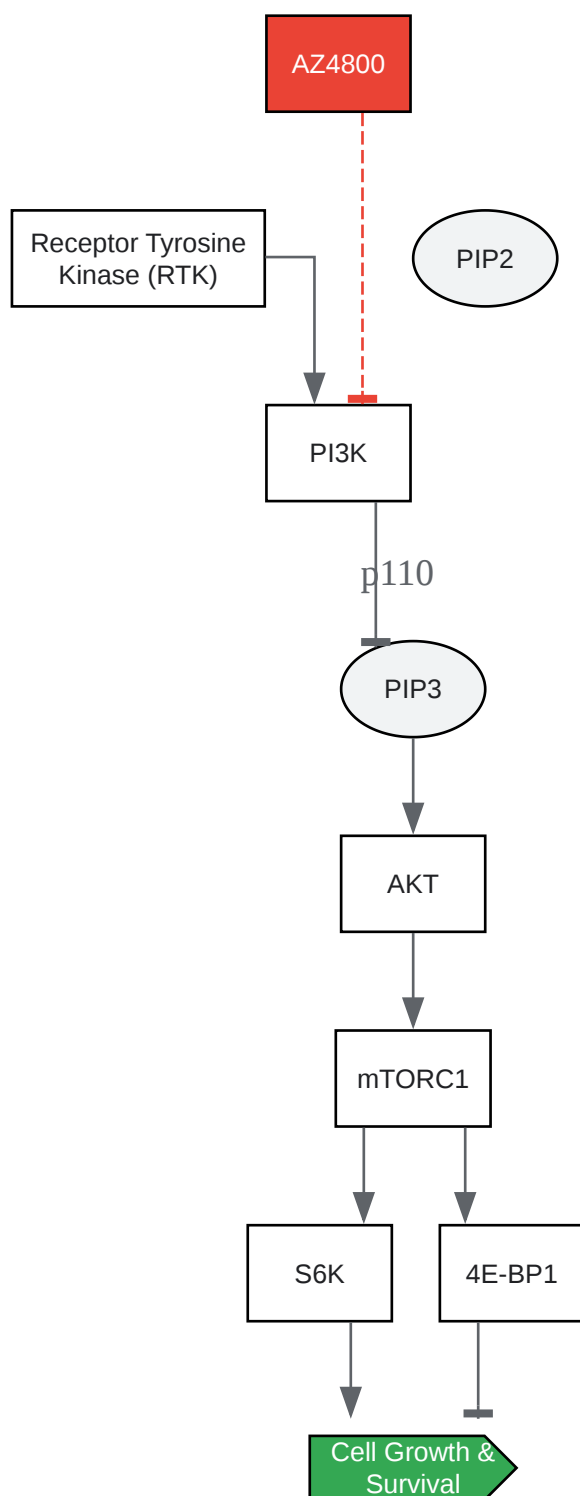 AZ4800
Receptor Tyrosine
Kinase (RTK)
PIP2
PI3K
p110
PIP3
AKT
mTORC1
S6K
4E-BP1
Cell Growth &
Survival